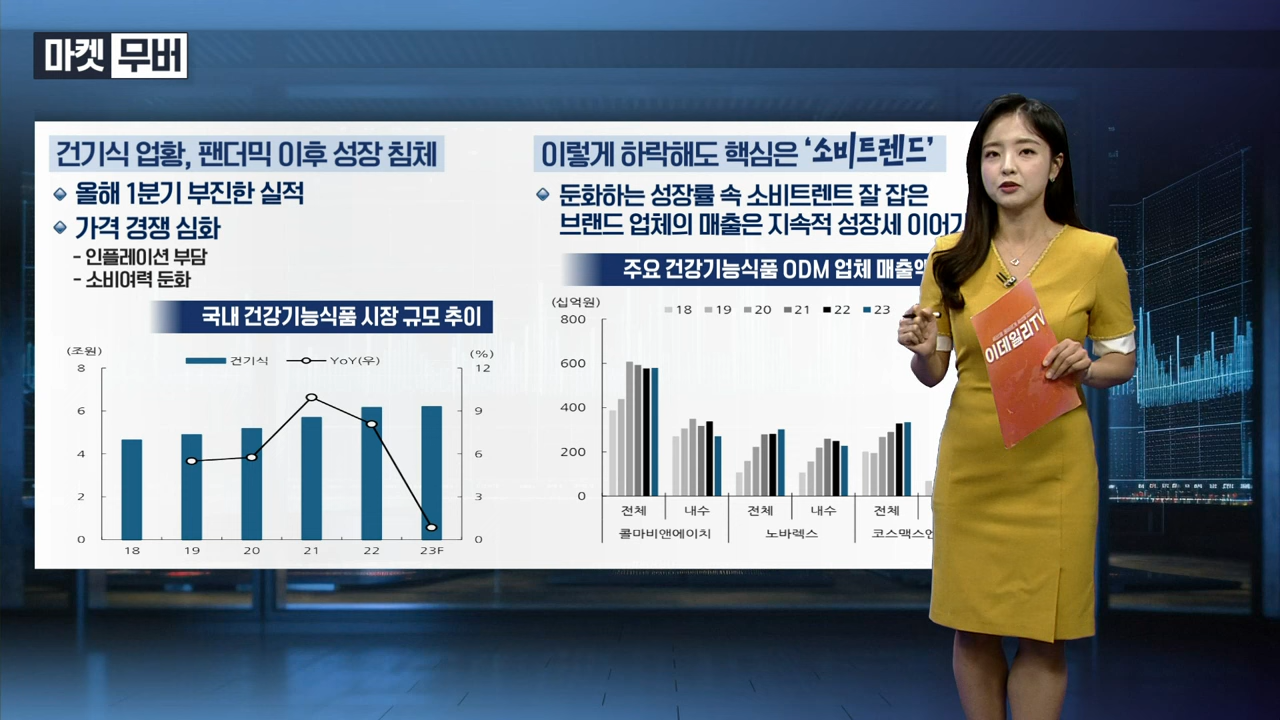 마켓무버
건기식 업황, 팬더믹 이후 성장 침체
올해 1분기 부진한 실적
가격 경쟁 심화
- 인플레이션 부담
- 소비여력 둔화
국내 건강기능식품 시장 규모 추이
(조원)
건기식
YoY(우)
(%)
8
6
4
2
0
12
9
6
3
0
18 19 20 21 22 23F
이렇게 하락해도 핵심은 ‘소비트렌드’
둔화하는 성장률 속 소비트렌트 잘 잡은
브랜드 업체의 매출은 지속적 성장세 이어
주요 건강기능식품 ODM 업체 매출
(십억원)
18 19 20 21 22 23
800
600
400
200
0
전체 내수 전체 내수 전체
콜마비앤에이치 노바렉스 코스맥스
이데일리TV